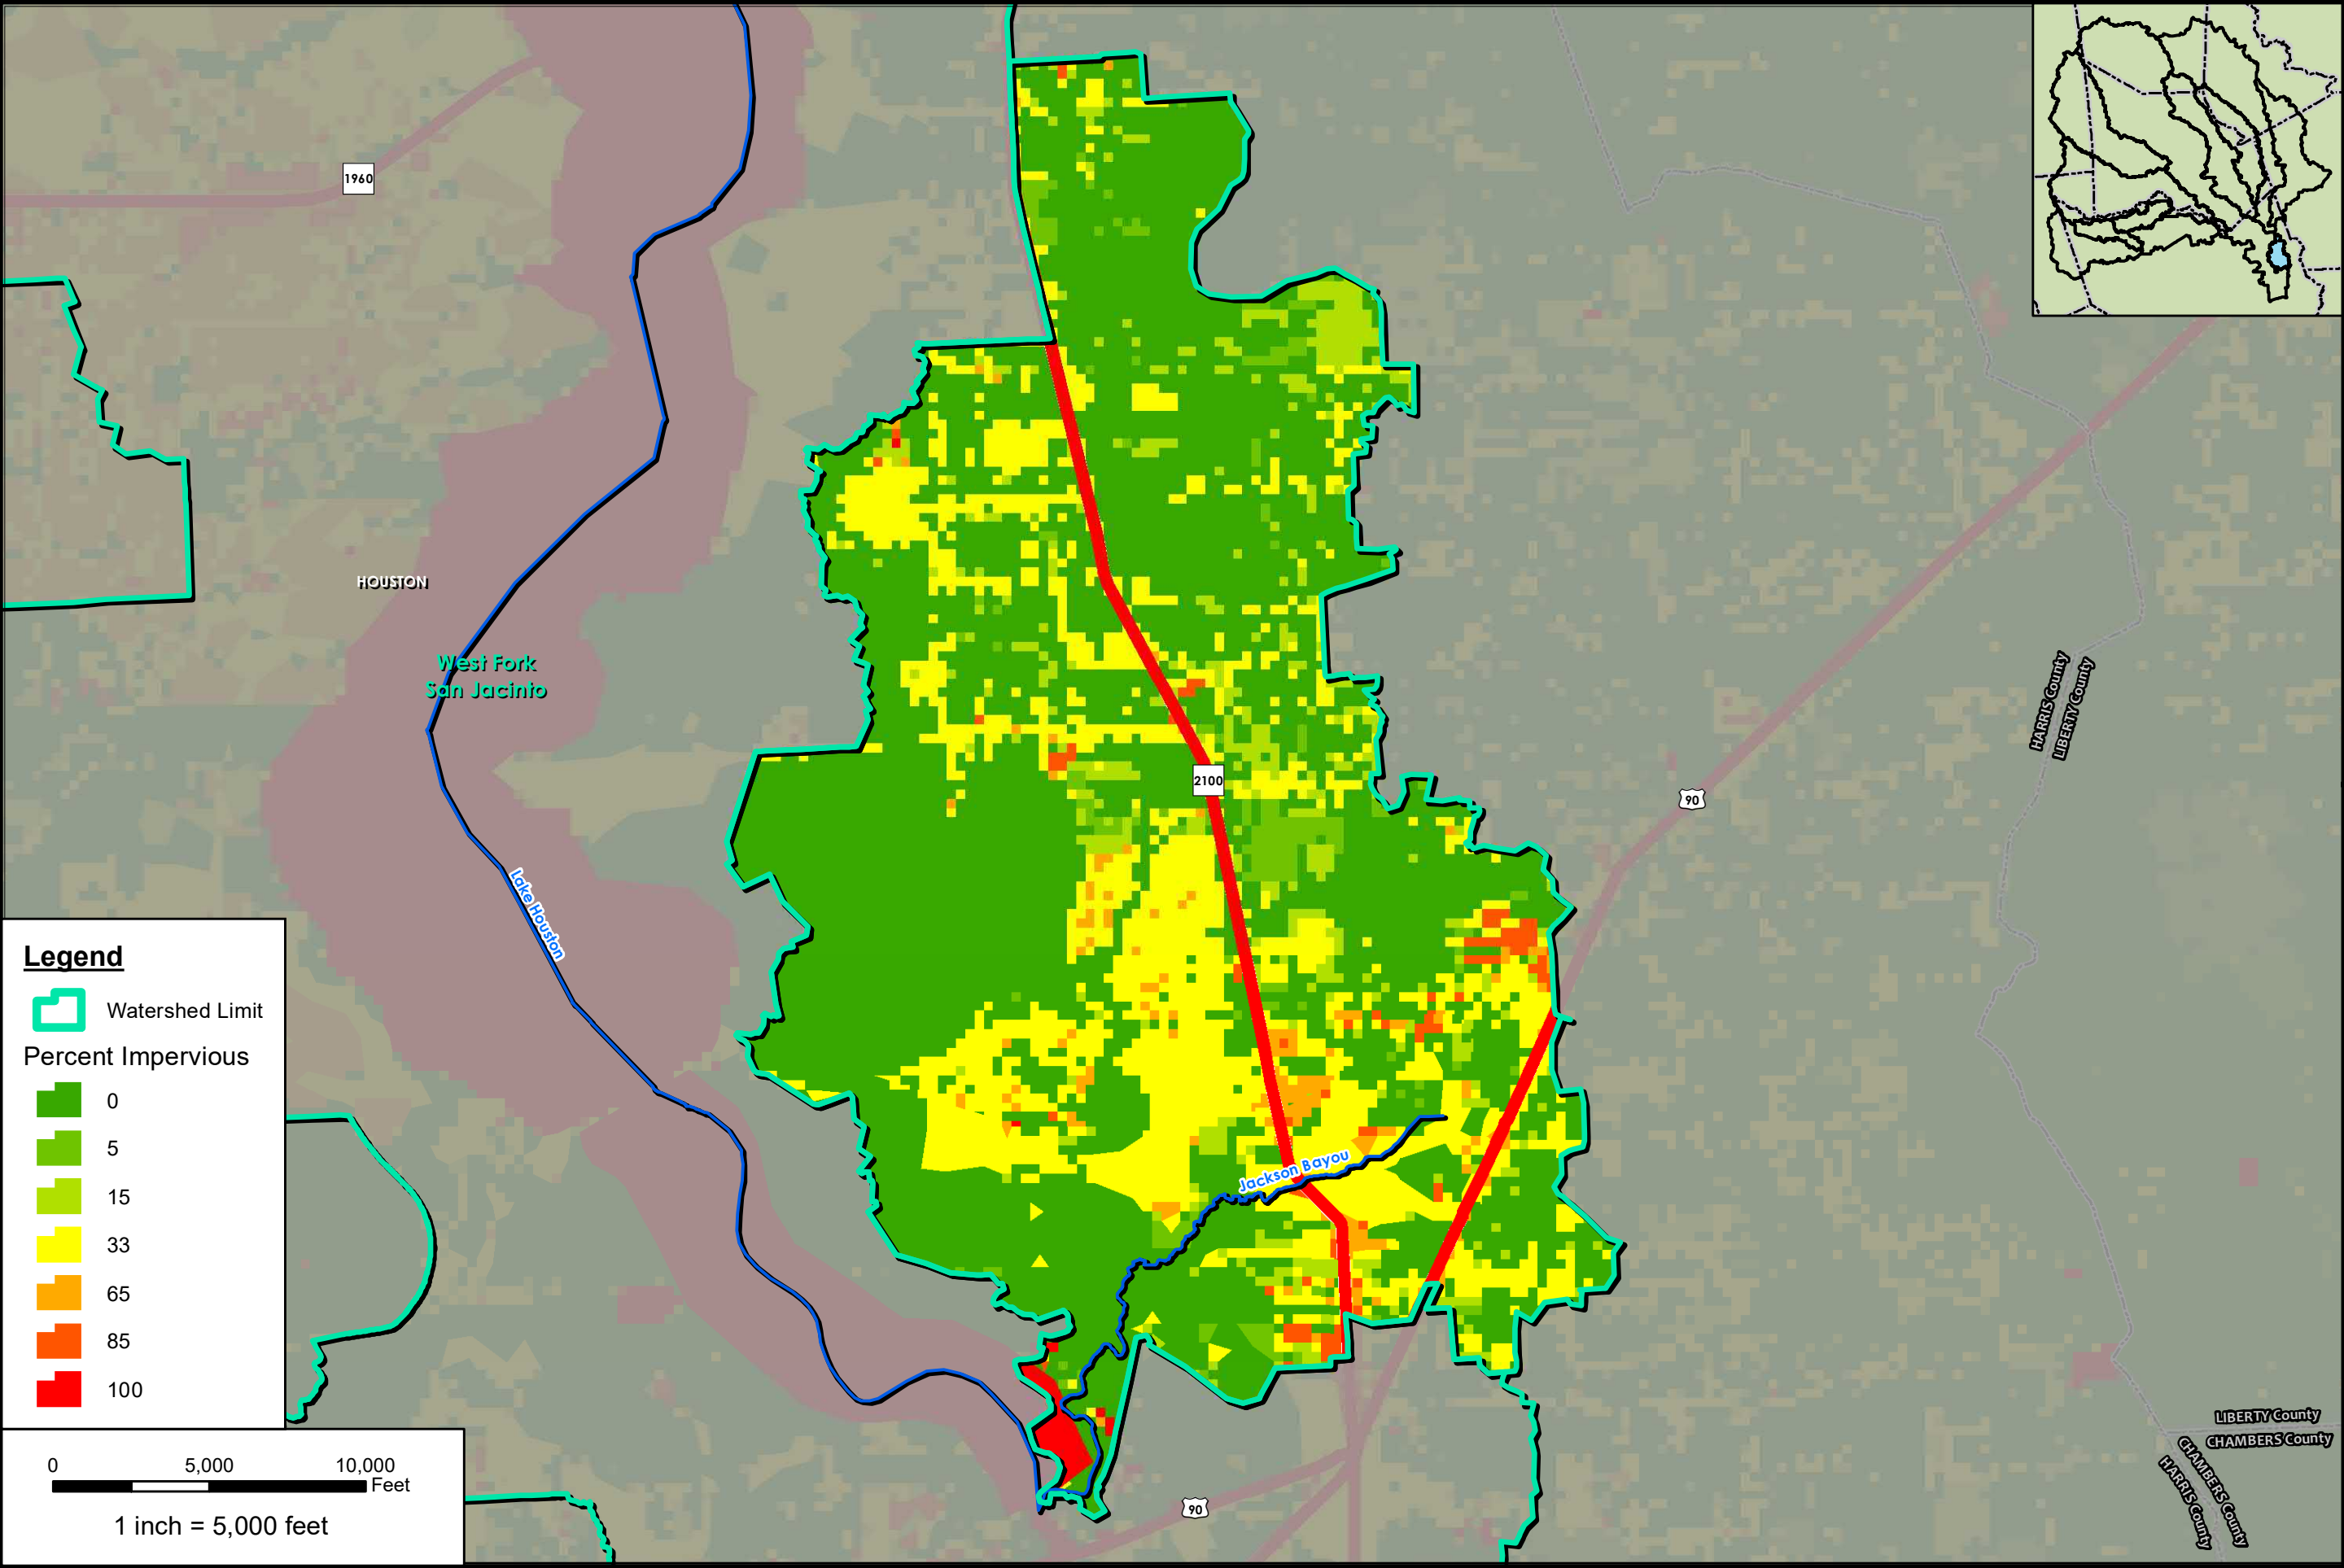 1960
HOUSTON
West Fork
San Jacinto
HARRIS County
LIBERTY County
2100
90
Lake Houston
Legend
Watershed Limit
Percent Impervious
0
5
15
33
65
85
100
Jackson Bayou
0 5,000 10,000
Feet
1 inch = 5,000 feet
90
LIBERTY County
CHAMBERS County
CHAMBERS County
HARRIS County